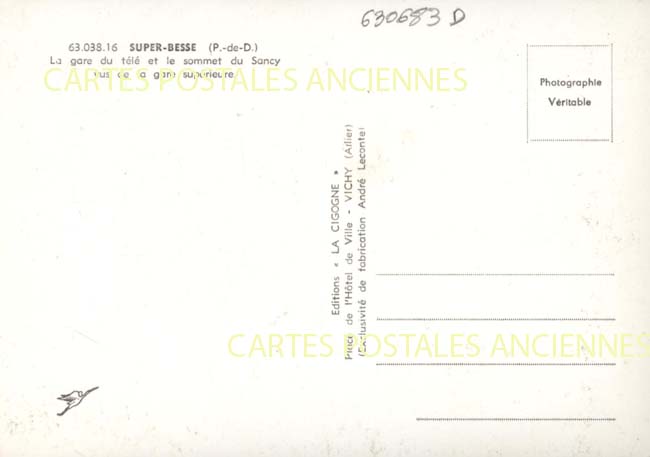 630683 D
63.038.16 SUPER-BESSE (P.-de-D.)
La gare du télé et le sommet du Sancy
vus de la gare supérieure
CARTES POSTALES ANCIENNES
Photographie
Véritable
Editions « LA CIGOGNE »
Place de l'Hôtel de Ville - VICHY (Allier)
(Exclusivité de fabrication André Leconte)
CARTES POSTALES ANCIENNES